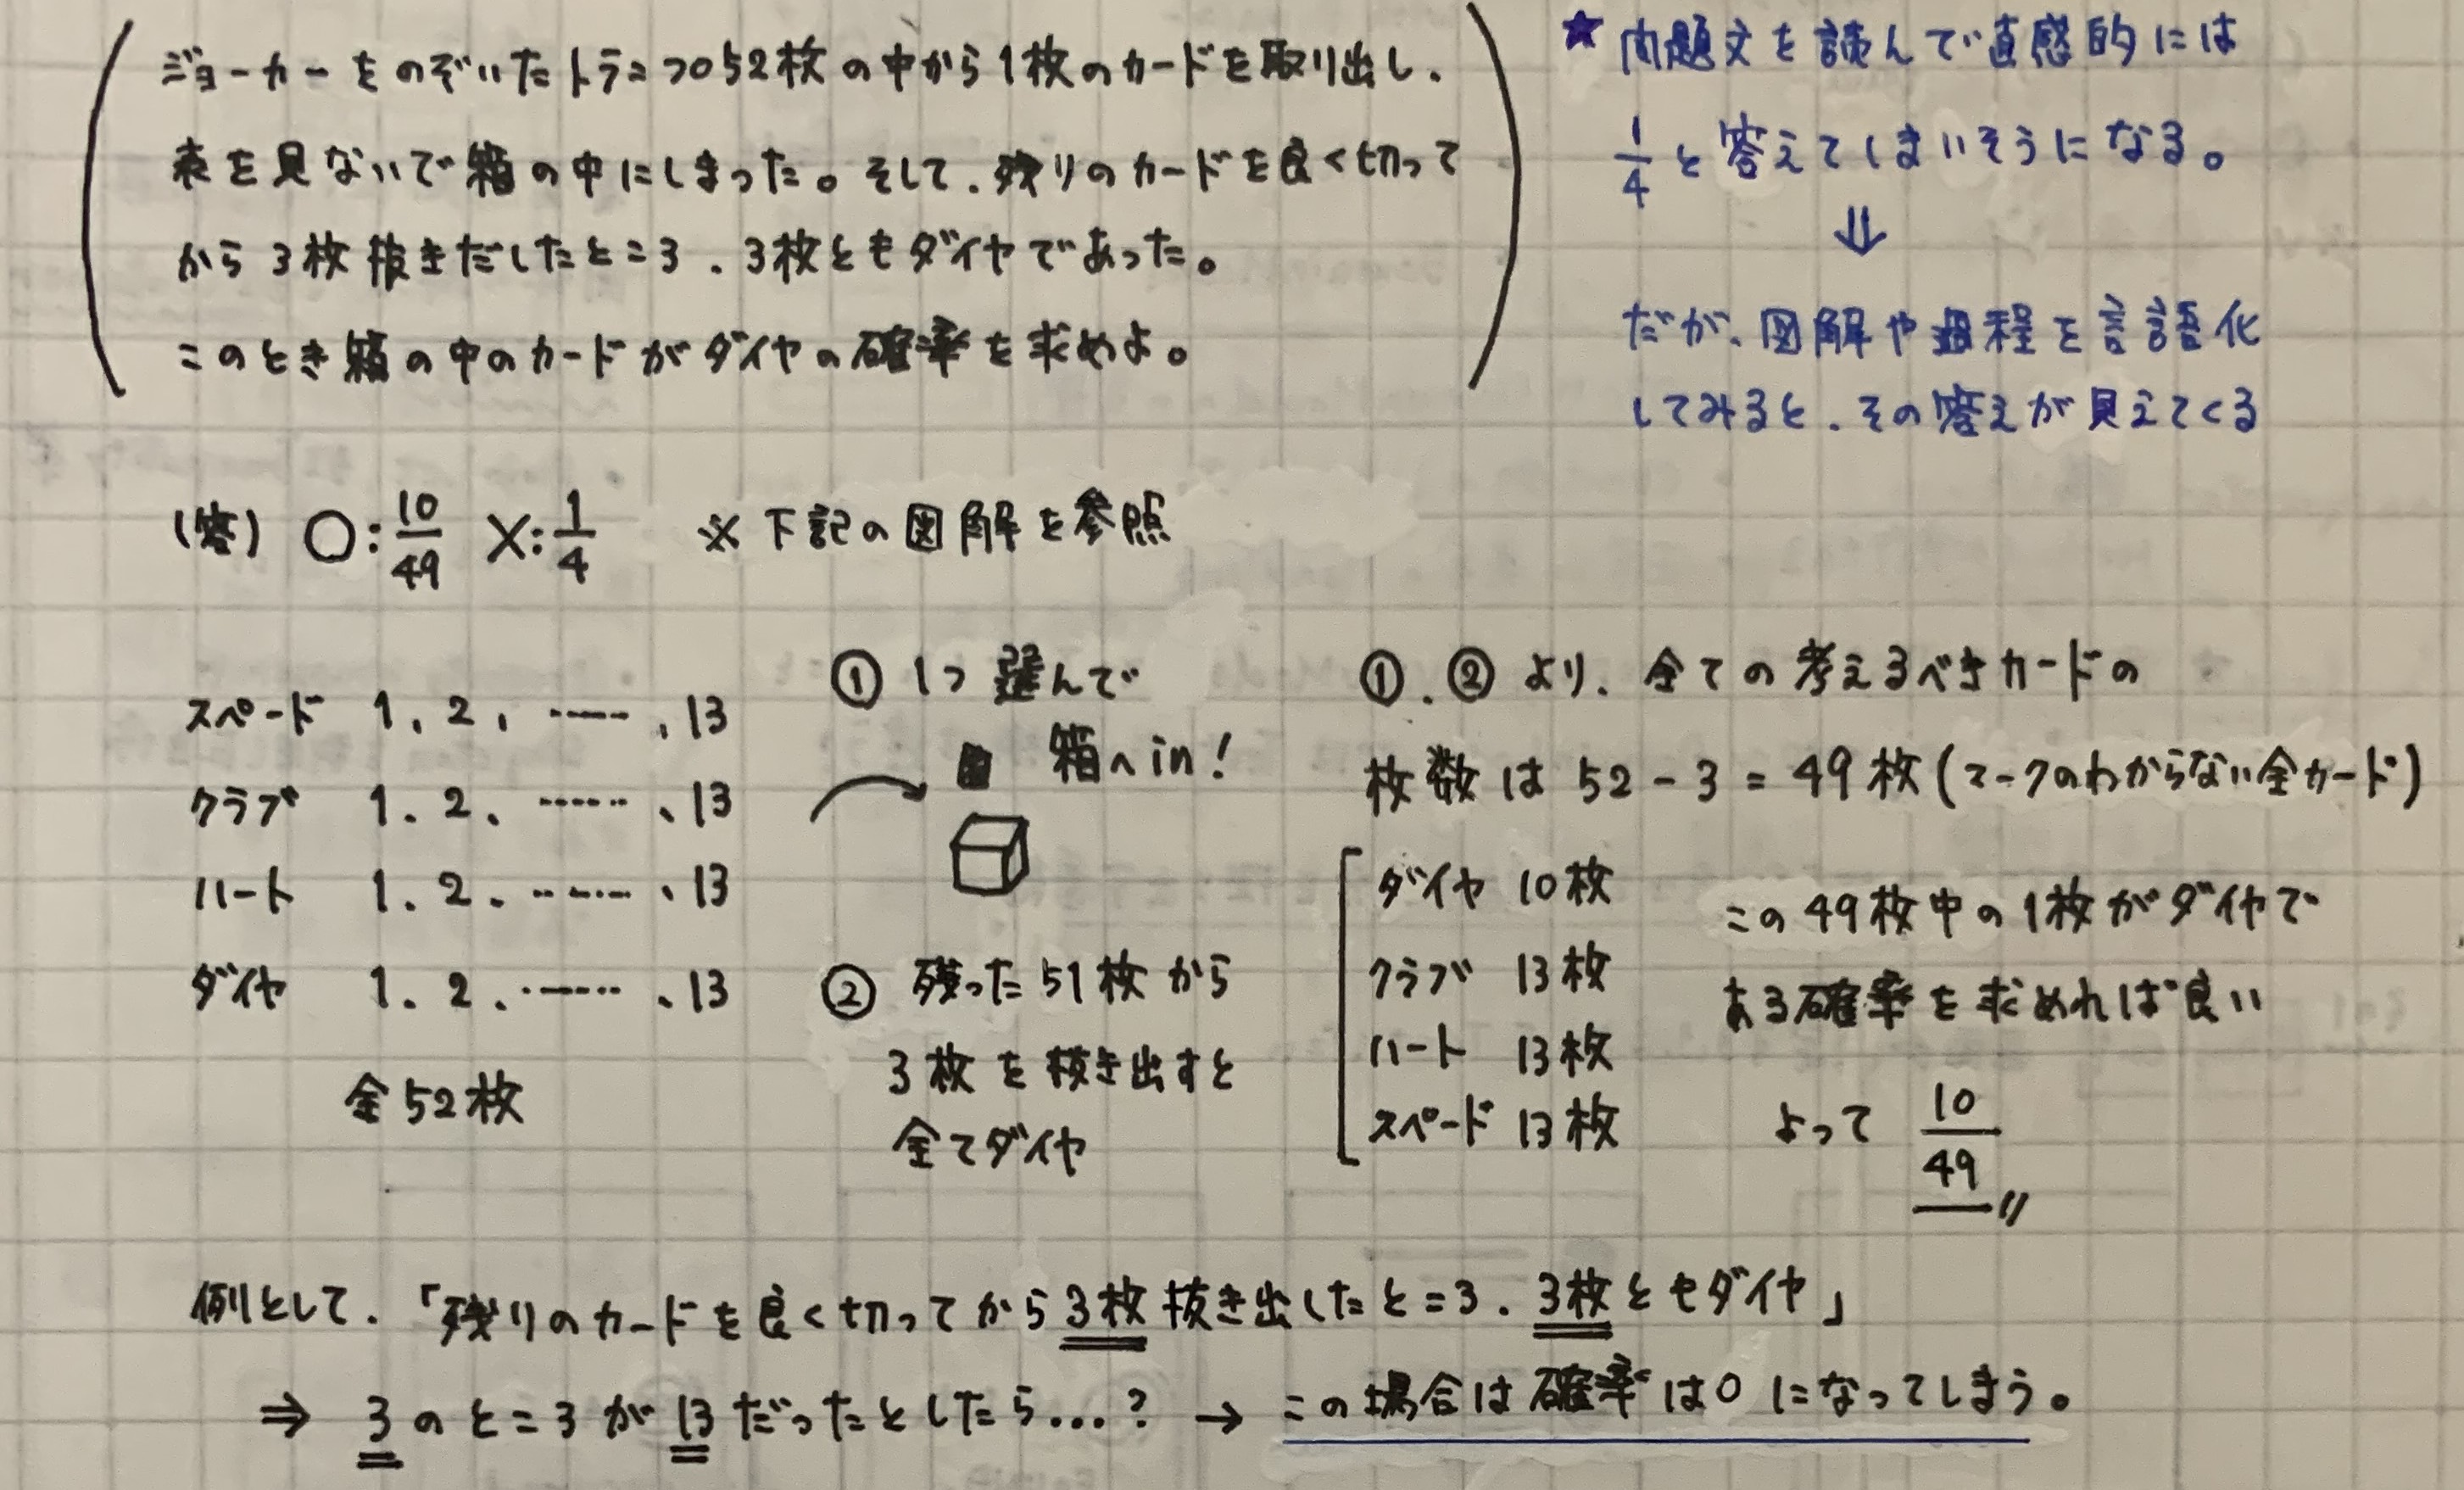 ジョーカーをのぞいたトランプ52枚の中から1枚のカードを取り出し、
表を見ないで箱の中にしまった。そして、残りのカードを良く切って
から3枚抜きだしたところ、3枚ともダイヤであった。
このとき箱の中のカードがダイヤの確率を求めよ。
★ 問題文を読んで直感的には
1/4 と答えてしまいそうになる。
⇓
だが、図解や過程を言語化
してみると、その答えが見えてくる
(答) ○:10/49 ×:1/4 ※下記の図解を参照
スペード 1、2、……、13
クラブ 1、2、……、13
ハート 1、2、……、13
ダイヤ 1、2、……、13
全52枚
① 1つ選んで
箱へin!
② 残った51枚から
3枚を抜き出すと
全てダイヤ
①、②より、全ての考えるべきカードの
枚数は 52-3=49枚(マークのわからない全カード)
ダイヤ 10枚
クラブ 13枚
ハート 13枚
スペード 13枚
この49枚中の1枚がダイヤで
ある確率を求めれば良い
よって 10/49
例として、「残りのカードを良く切ってから3枚抜き出したところ、3枚ともダイヤ」
⇒ 3のところが13だったとしたら…? → この場合は確率は0になってしまう。